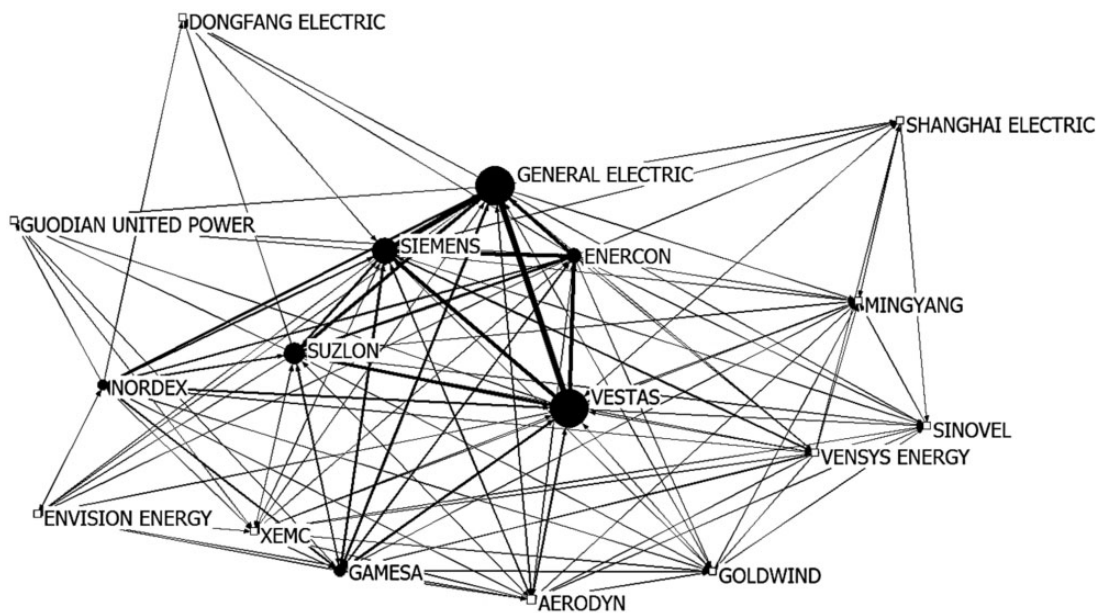 DONGFANG ELECTRIC
SHANGHAI ELECTRIC
GENERAL ELECTRIC
GUODIAN UNITED POWER
SIEMENS
ENERCON
MINGYANG
SUZLON
NORDEX
VESTAS
SINOVEL
VENSYS ENERGY
ENVISION ENERGY
XEMC
GAMESA
GOLDWIND
AERODYN